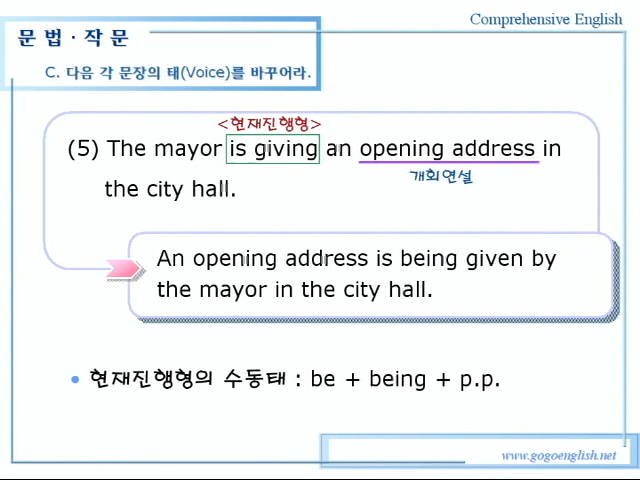 Comprehensive English
문 법 · 작 문
C. 다음 각 문장의 태(Voice)를 바꾸어라.
<현재진행형>
(5) The mayor is giving an opening address in
개회연설
the city hall.
An opening address is being given by
the mayor in the city hall.
• 현재진행형의 수동태 : be + being + p.p.
www.gogoenglish.net